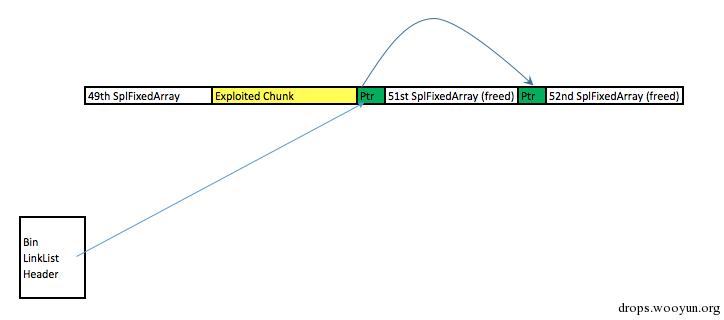 49th SplFixedArray
Exploited Chunk
Ptr
51st SplFixedArray (freed)
Ptr
52nd SplFixedArray (freed)
Bin
LinkList
Header
drops.wooyun.org